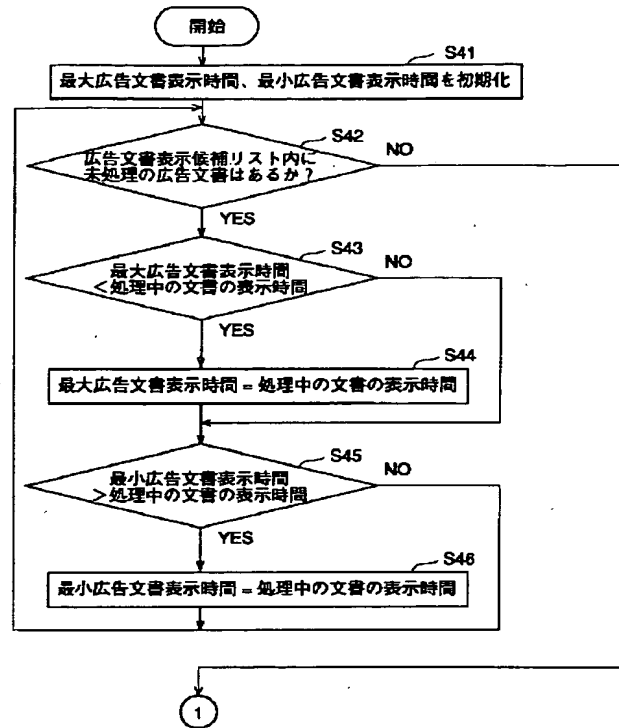 開始
S41
最大広告文書表示時間、最小広告文書表示時間を初期化
S42
広告文書表示候補リスト内に
未処理の広告文書はあるか？
NO
YES
S43
最大広告文書表示時間
＜処理中の文書の表示時間
NO
YES
S44
最大広告文書表示時間＝処理中の文書の表示時間
S45
最小広告文書表示時間
＞処理中の文書の表示時間
NO
YES
S46
最小広告文書表示時間＝処理中の文書の表示時間
1